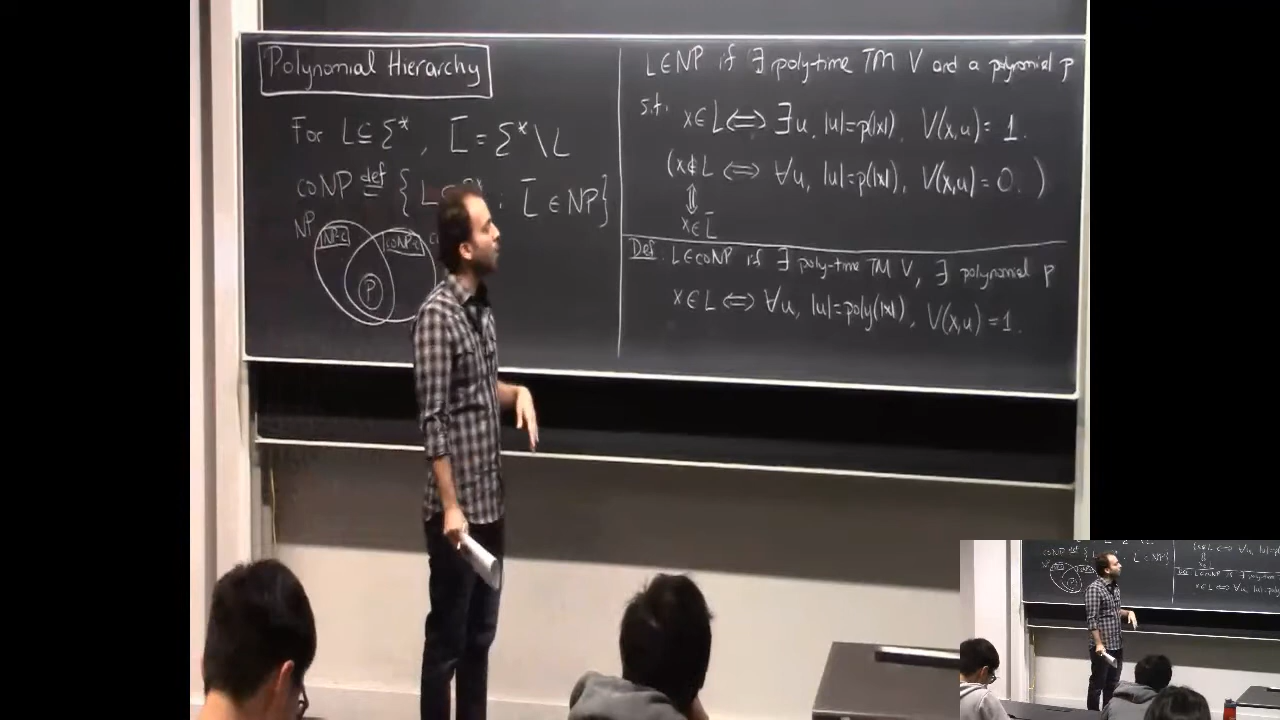 Polynomial Hierarchy
For L ⊆ Σ*, L̅ = Σ* \ L
coNP def= { L ⊆ Σ* : L̅ ∈ NP}
NP
NP-c
coNP-c
P
L∈NP if ∃ poly-time TM V and a polynomial p
s.t. x∈L ⟺ ∃u, |u|=p(|x|), V(x,u) = 1.
(x∉L ⟺ ∀u, |u|=p(|x|), V(x,u) = 0. )
⇕
x∈L̅
Def: L∈coNP if ∃ poly-time TM V, ∃ polynomial p
x∈L ⟺ ∀u, |u|=poly(|x|), V(x,u) = 1.